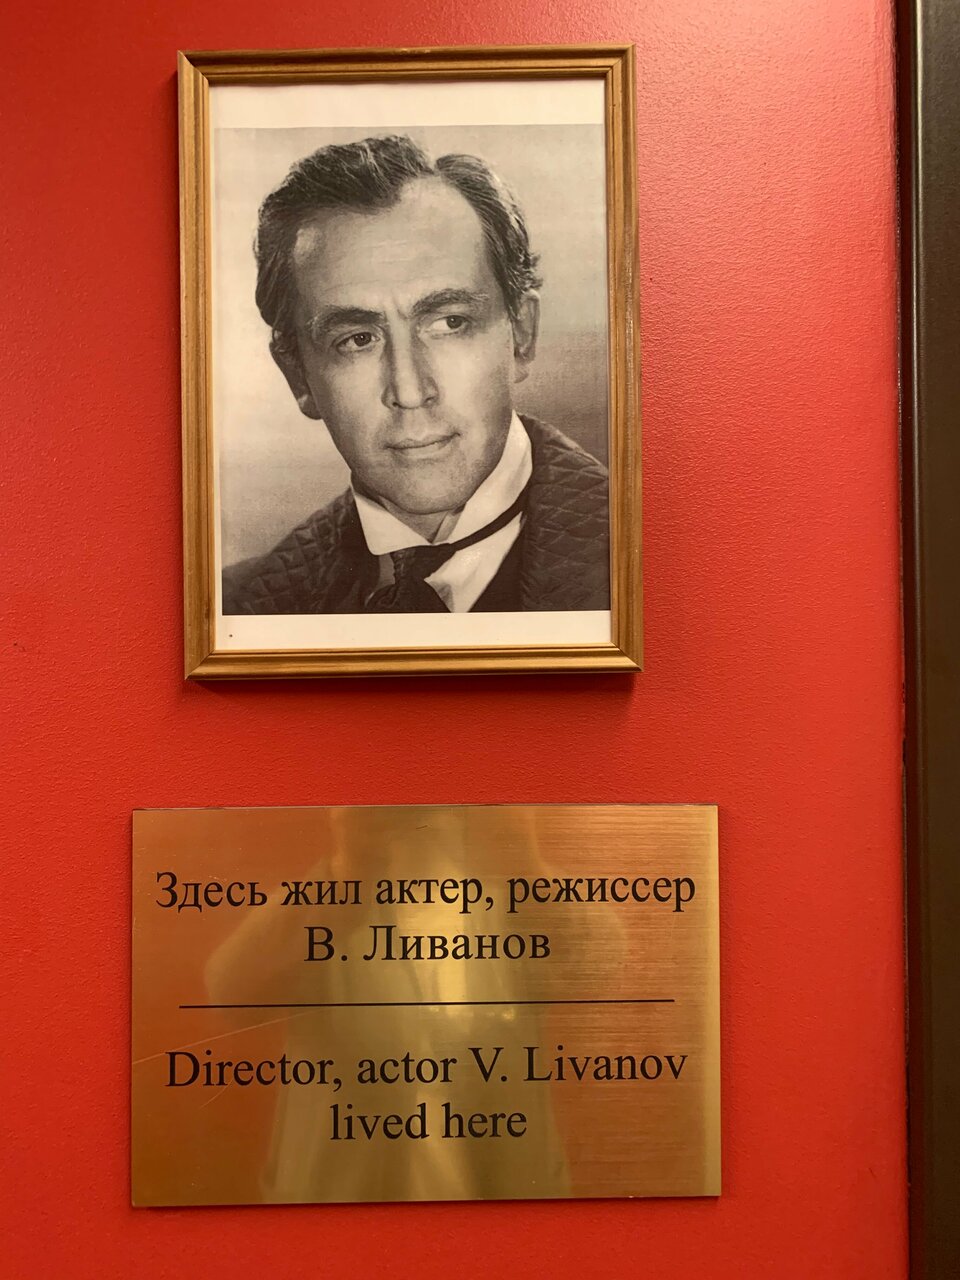 Здесь жил актер, режиссер
В. Ливанов
Director, actor V. Livanov
lived here